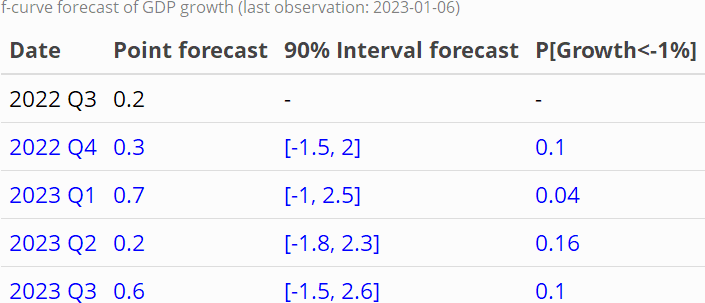 f-curve forecast of GDP growth (last observation: 2023-01-06)
Date Point forecast 90% Interval forecast P[Growth<-1%]
2022 Q3 0.2 - -
2022 Q4 0.3 [-1.5, 2] 0.1
2023 Q1 0.7 [-1, 2.5] 0.04
2023 Q2 0.2 [-1.8, 2.3] 0.16
2023 Q3 0.6 [-1.5, 2.6] 0.1